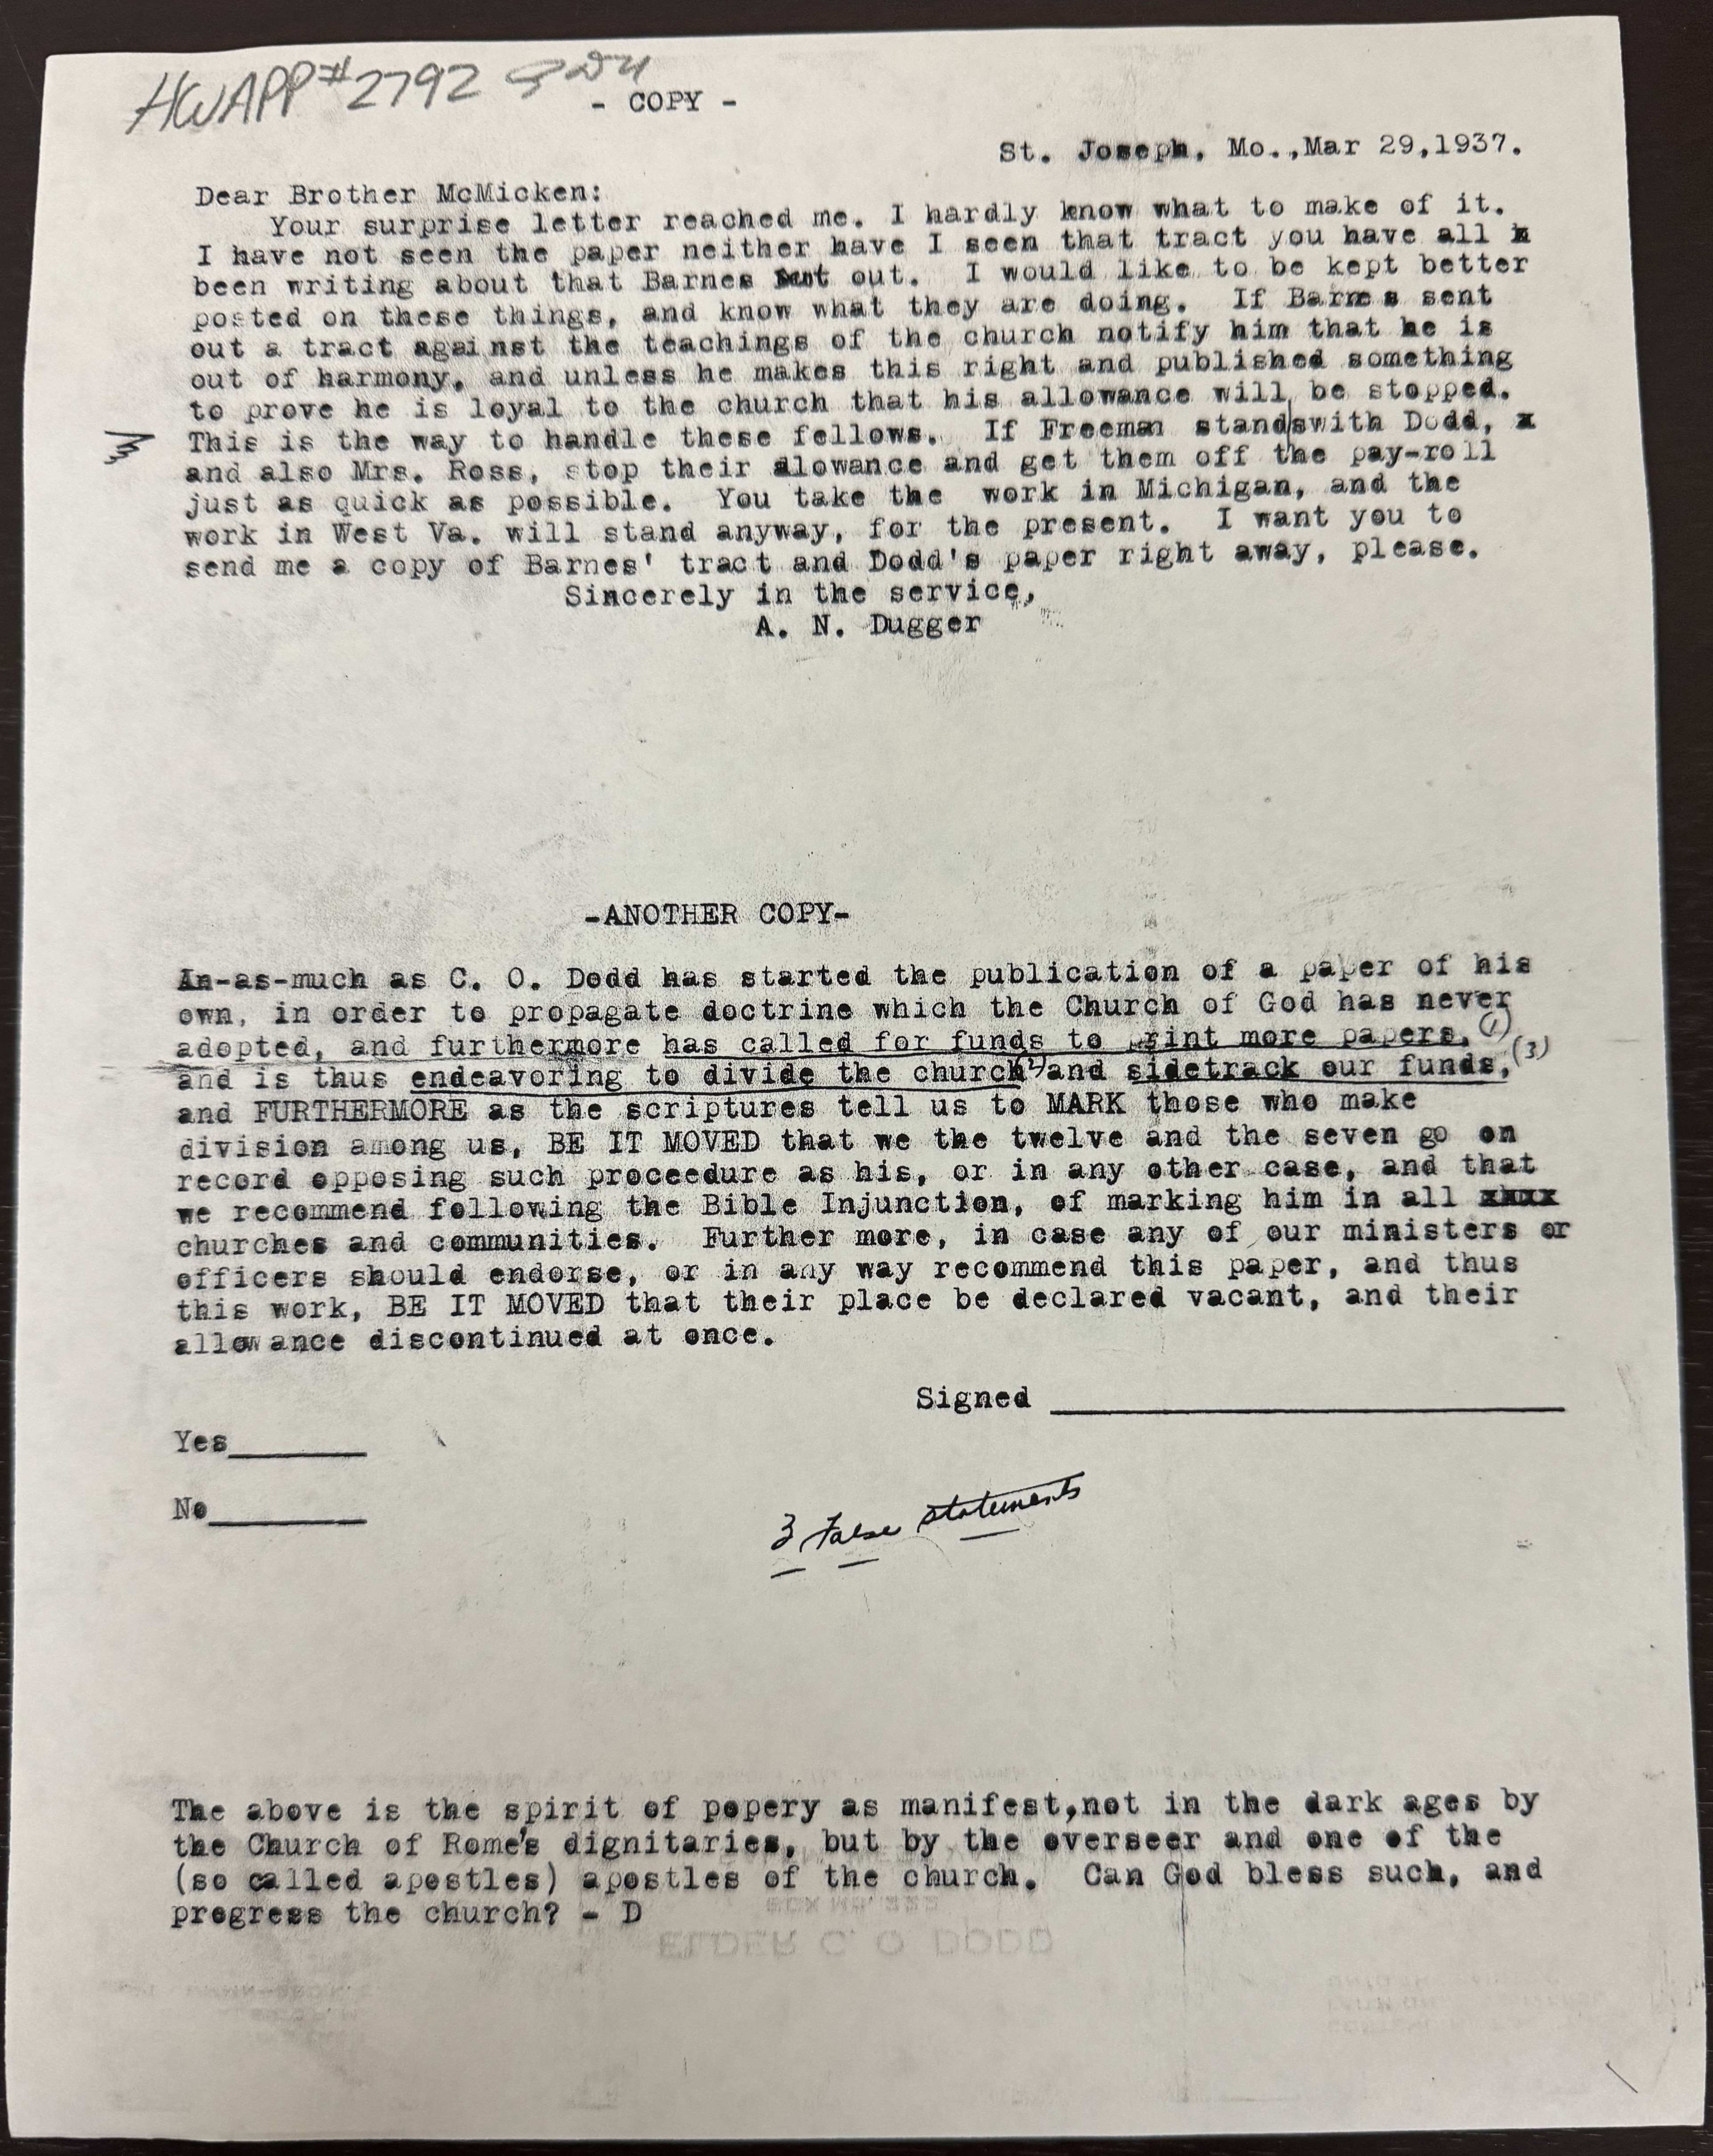 HWAPP#2792
- COPY -
St. Joseph, Mo.,Mar 29,1937.
Dear Brother McMicken:
Your surprise letter reached me. I hardly know what to make of it.
I have not seen the paper neither have I seen that tract you have all x
been writing about that Barnes sent out. I would like to be kept better
posted on these things, and know what they are doing. If Barnes sent
out a tract against the teachings of the church notify him that he is
out of harmony, and unless he makes this right and published something
to prove he is loyal to the church that his allowance will be stopped.
This is the way to handle these fellows. If Freeman stands|with Dodd, x
and also Mrs. Ross, stop their alowance and get them off the pay-roll
just as quick as possible. You take the work in Michigan, and the
work in West Va. will stand anyway, for the present. I want you to
send me a copy of Barnes' tract and Dodd's paper right away, please.
Sincerely in the service,
A. N. Dugger
-ANOTHER COPY-
In-as-much as C. O. Dodd has started the publication of a paper of his
own, in order to propagate doctrine which the Church of God has never
adopted, and furthermore has called for funds to print more papers, (1)
and is thus endeavoring to divide the church (2) and sidetrack our funds, (3)
and FURTHERMORE as the scriptures tell us to MARK those who make
division among us, BE IT MOVED that we the twelve and the seven go on
record opposing such proceedure as his, or in any other case, and that
we recommend following the Bible Injunction, of marking him in all xxxx
churches and communities. Further more, in case any of our ministers or
officers should endorse, or in any way recommend this paper, and thus
this work, BE IT MOVED that their place be declared vacant, and their
allowance discontinued at once.
Signed
Yes
No
3 False statements
The above is the spirit of popery as manifest,not in the dark ages by
the Church of Rome's dignitaries, but by the overseer and one of the
(so called apostles) apostles of the church. Can God bless such, and
progress the church? - D
ELDER C. O. DODD